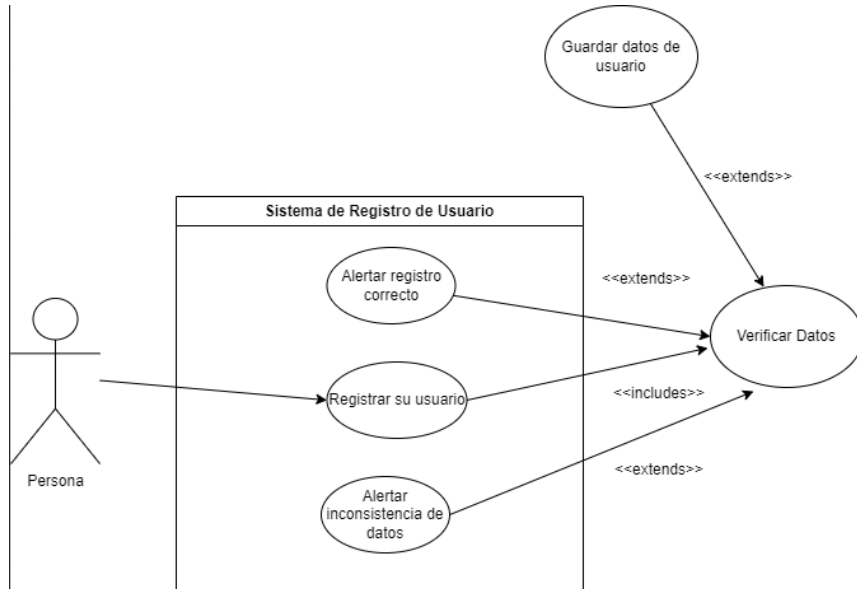 Guardar datos de
usuario
<<extends>>
Sistema de Registro de Usuario
Alertar registro
correcto
<<extends>>
Verificar Datos
Registrar su usuario
<<includes>>
<<extends>>
Persona
Alertar
inconsistencia de
datos